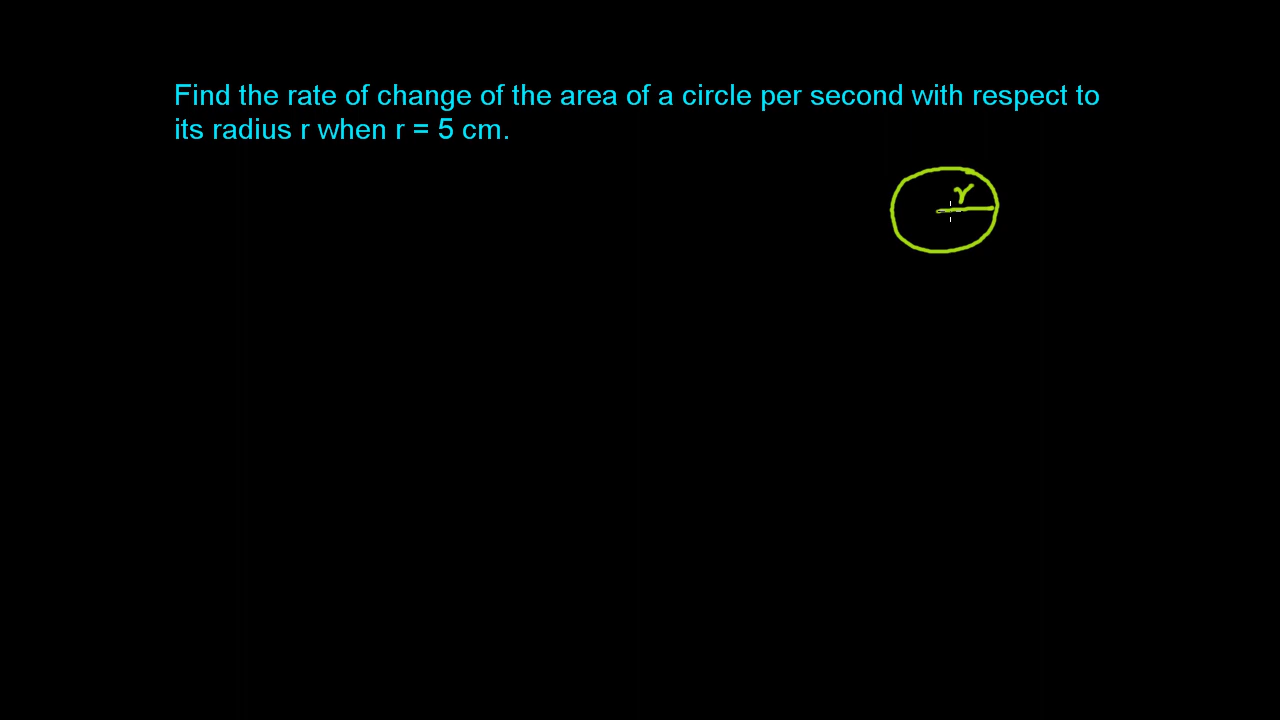 Find the rate of change of the area of a circle per second with respect to
its radius r when r = 5 cm.
r